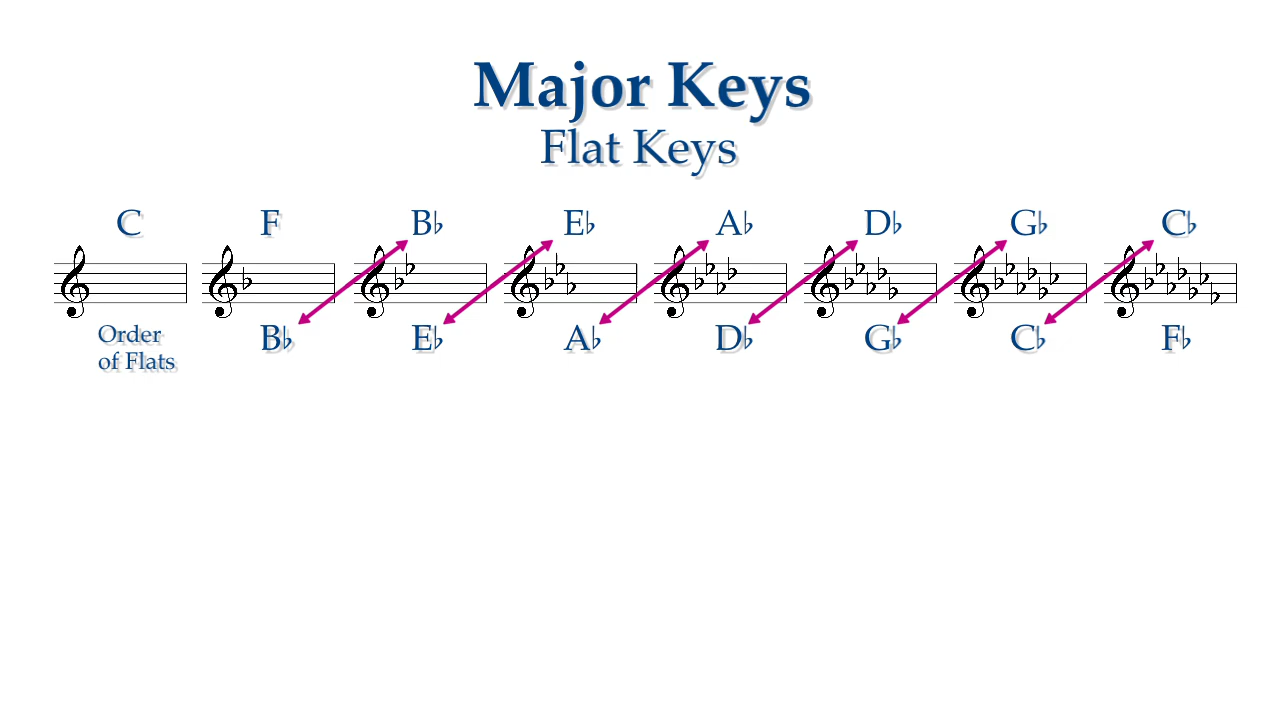 Major Keys
Flat Keys
C F B♭ E♭ A♭ D♭ G♭ C♭
Order
of Flats
B♭ E♭ A♭ D♭ G♭ C♭ F♭